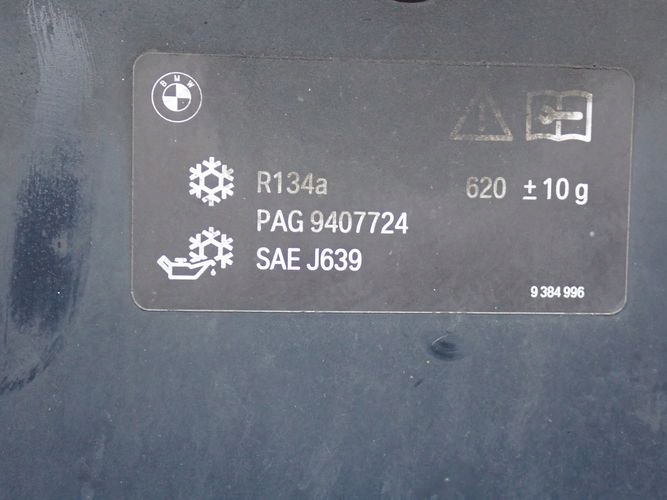 BMW
R134a 620 ± 10 g
PAG 9407724
SAE J639
9 384 996